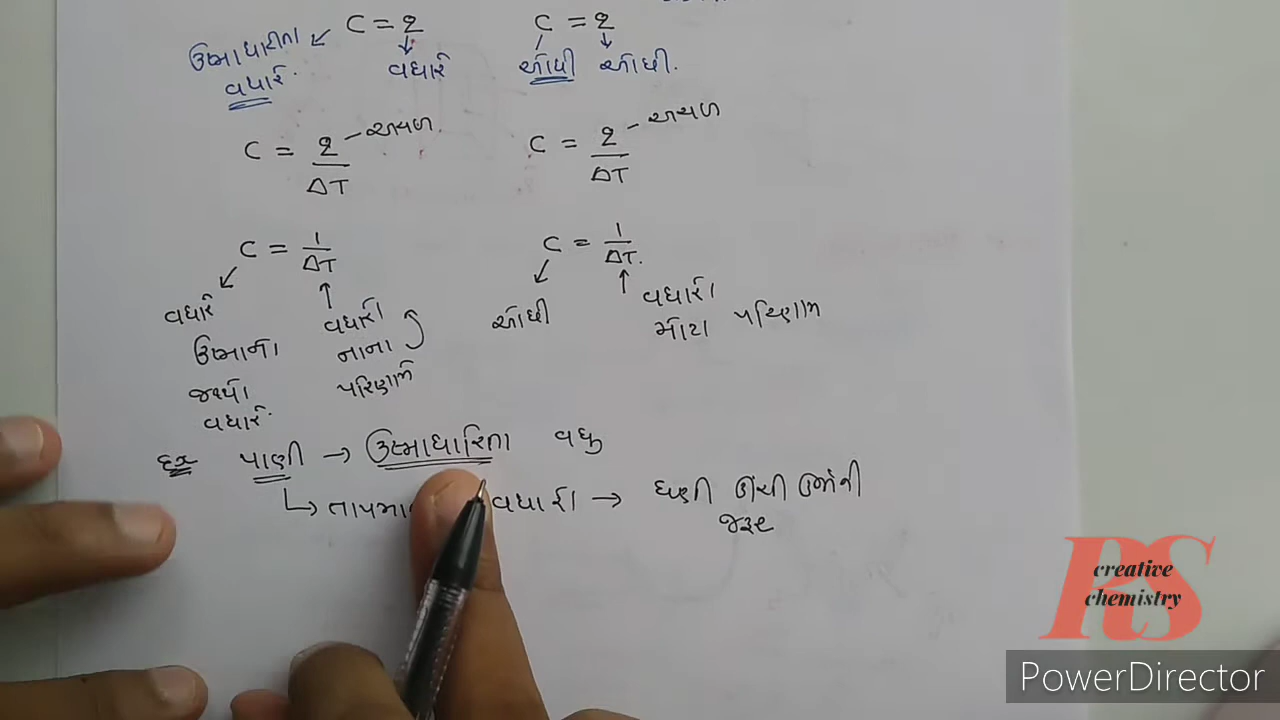 C = q C = q
ઉષ્માધારીતા
વધારે. વધારે ઓછી ઓછી.
C = q/ΔT – અચળ. C = q/ΔT – અચળ
C = 1/ΔT C = 1/ΔT.
વધારે વધારો ઓછી વધારો
ઉષ્માનો નાના મોટા પરિણામ
જથ્થો પરિણામે
વધારે.
પાણી → ઉષ્માધારિતા વધુ
વધારો → ઘણી ઊંચી ઊર્જાની
જરૂર
creative
chemistry
RS
PowerDirector